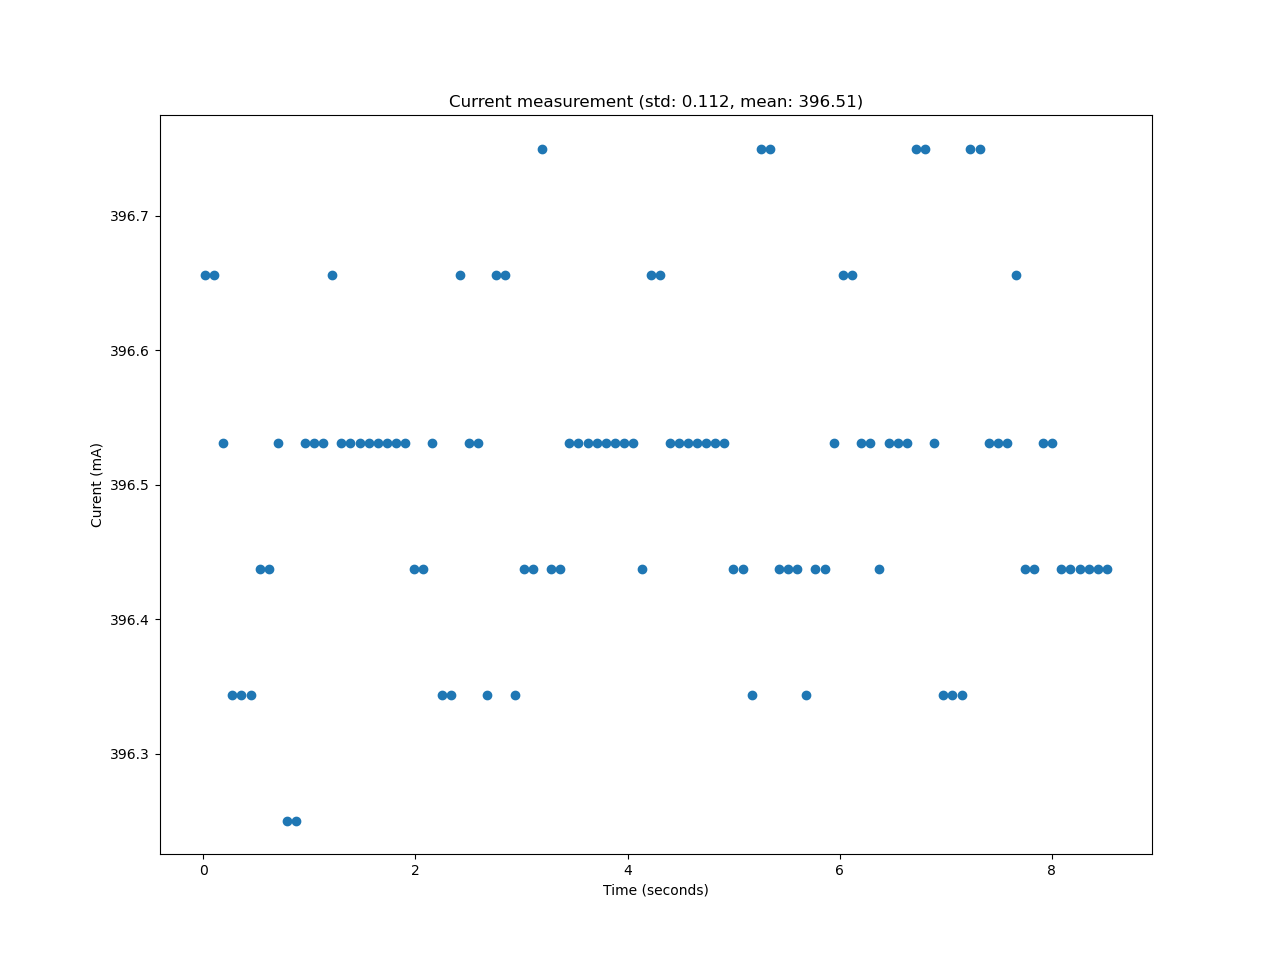 Current measurement (std: 0.112, mean: 396.51)
396.7
396.6
396.5
396.4
396.3
Curent (mA)
0 2 4 6 8
Time (seconds)